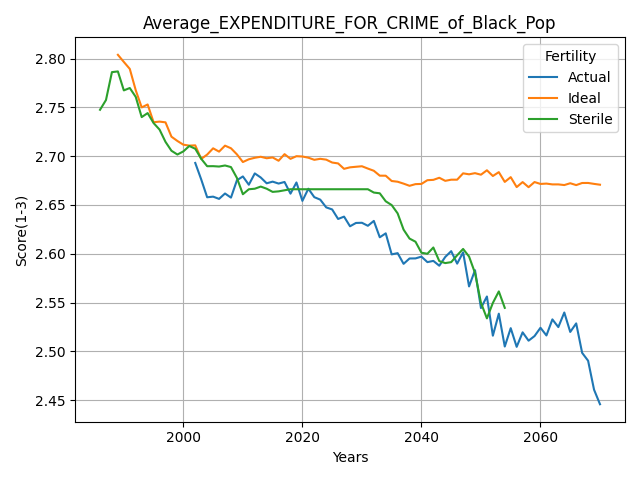 Average_EXPENDITURE_FOR_CRIME_of_Black_Pop
Fertility
Actual
Ideal
Sterile
Score(1-3)
2.80
2.75
2.70
2.65
2.60
2.55
2.50
2.45
2000 2020 2040 2060
Years